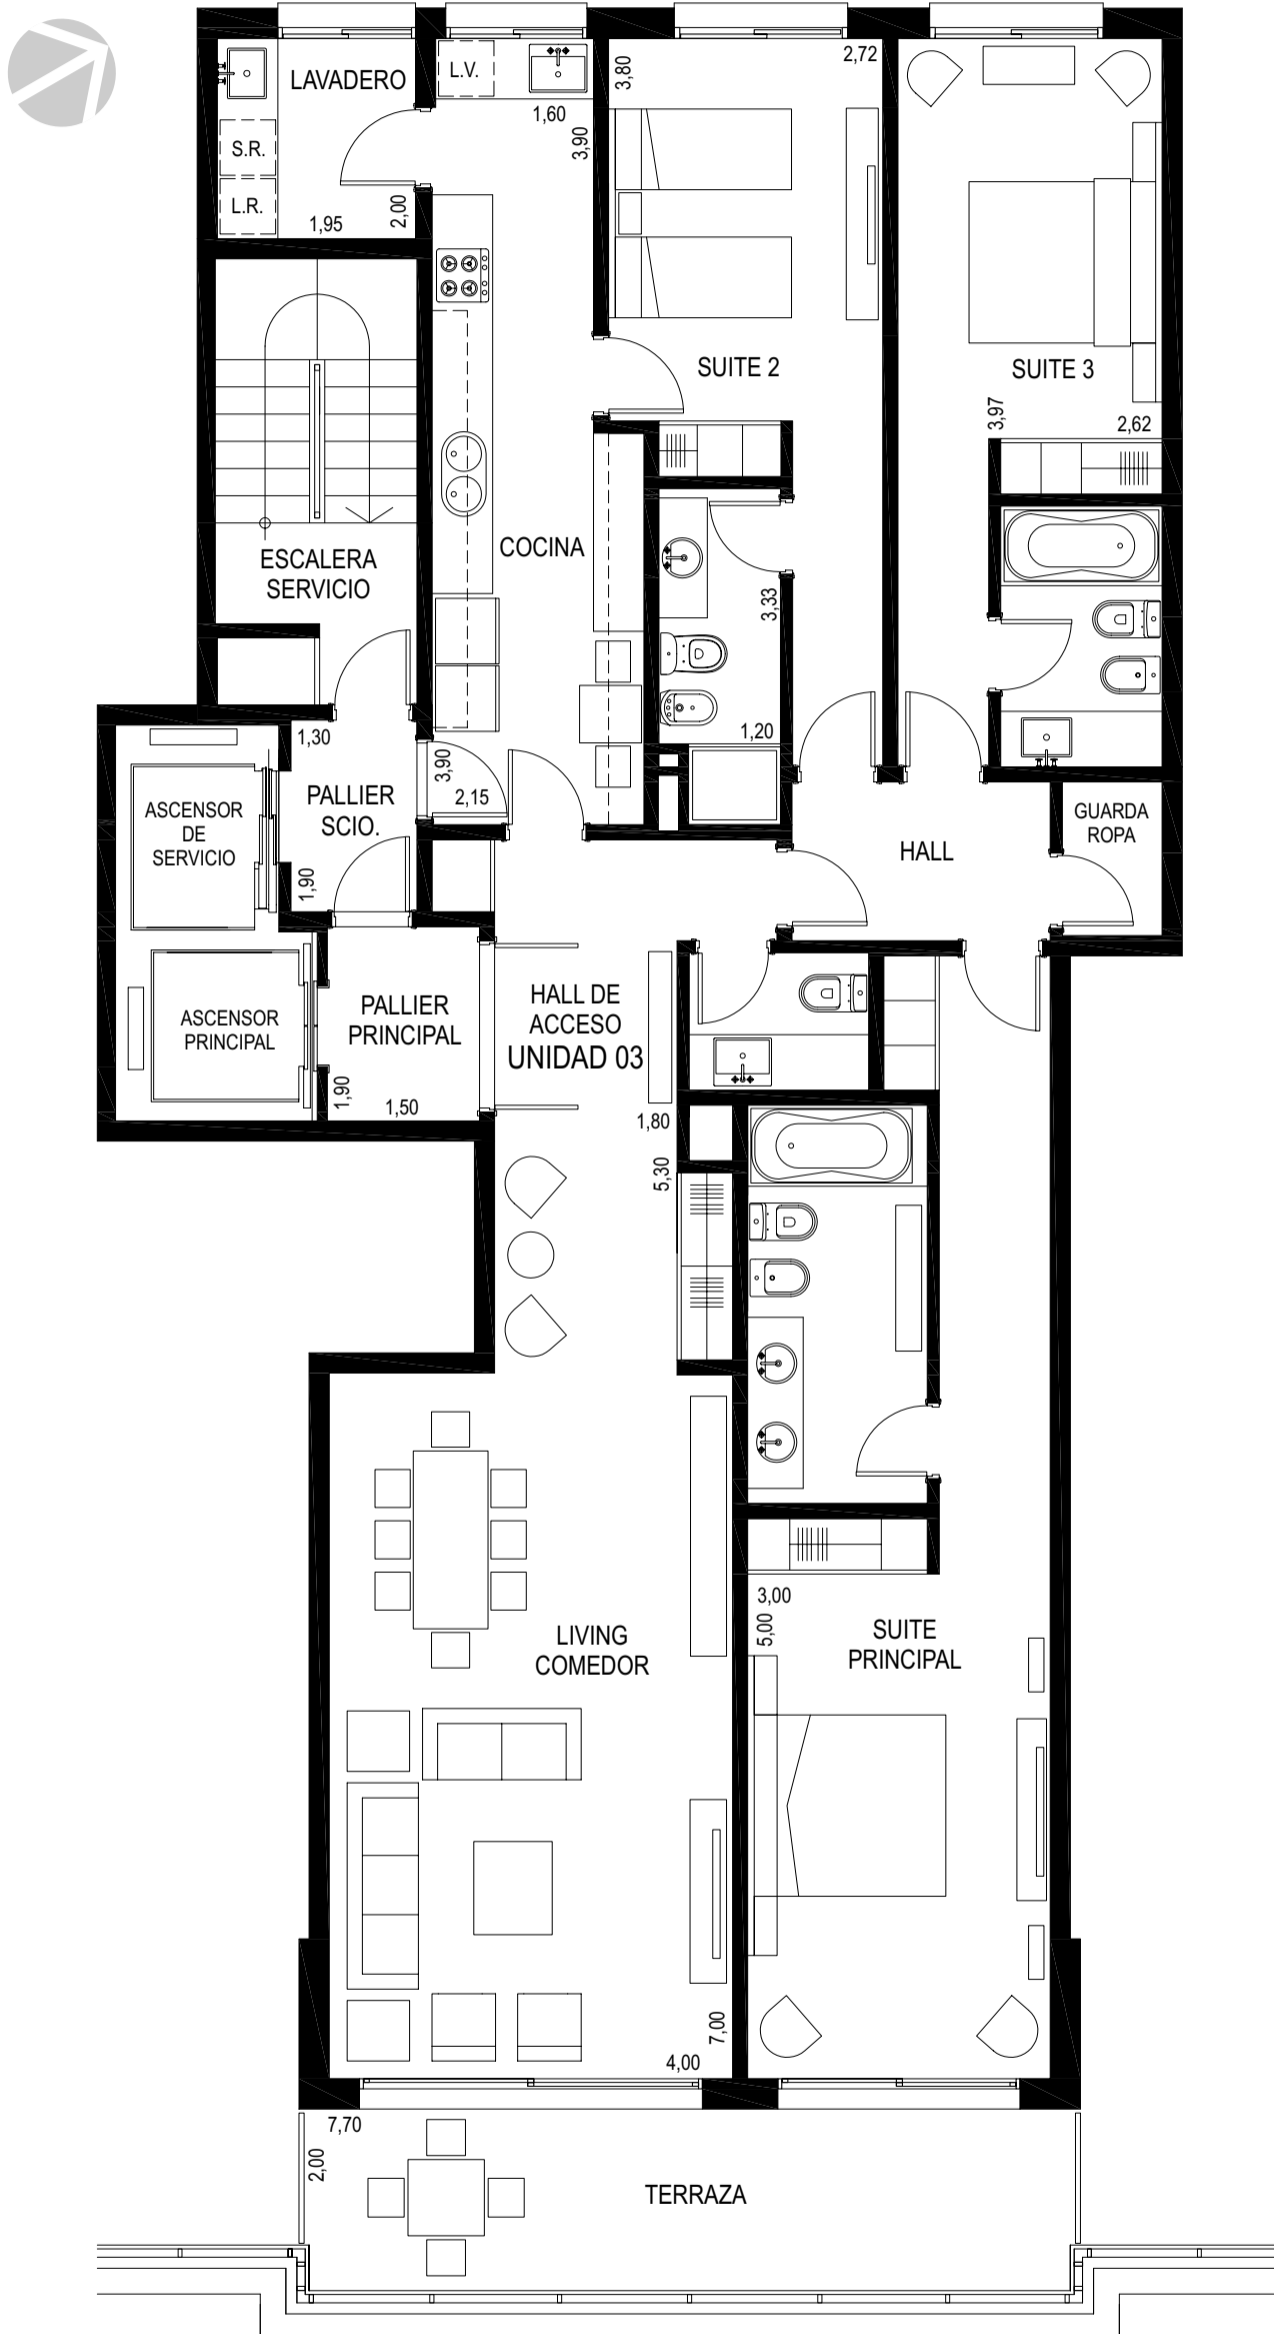 LAVADERO
L.V.
3,80
2,72
1,60
3,90
S.R.
L.R.
1,95
2,00
SUITE 2
SUITE 3
3,97
2,62
COCINA
ESCALERA
SERVICIO
3,33
1,20
1,30
3,90
2,15
PALLIER
SCIO.
ASCENSOR
DE
SERVICIO
1,90
GUARDA
ROPA
HALL
HALL DE
ACCESO
UNIDAD 03
PALLIER
PRINCIPAL
ASCENSOR
PRINCIPAL
1,90
1,50
1,80
5,30
3,00
5,00
SUITE
PRINCIPAL
LIVING
COMEDOR
7,00
4,00
7,70
2,00
TERRAZA